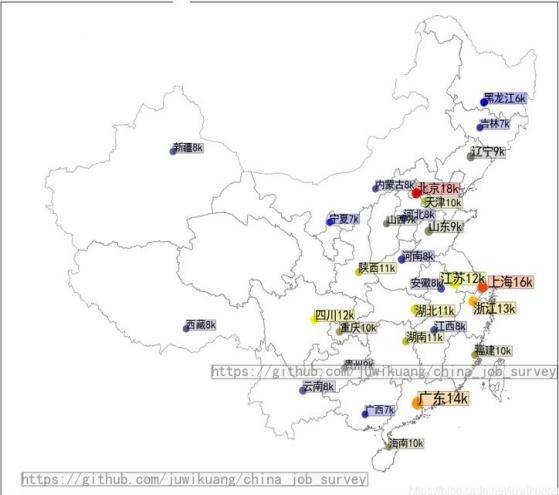 黑龙江6k
吉林7k
辽宁9k
新疆8k
内蒙古8k
北京18k
天津10k
河北8k
宁夏7k
山东9k
河南8k
陕西11k
安徽8k
江苏12k
上海16k
浙江13k
四川12k
重庆10k
湖北11k
江西8k
湖南11k
西藏8k
福建10k
https://github.com/juwikuang/china_job_survey
云南8k
广东14k
广西7k
海南10k
https://github.com/juwikuang/china_job_survey